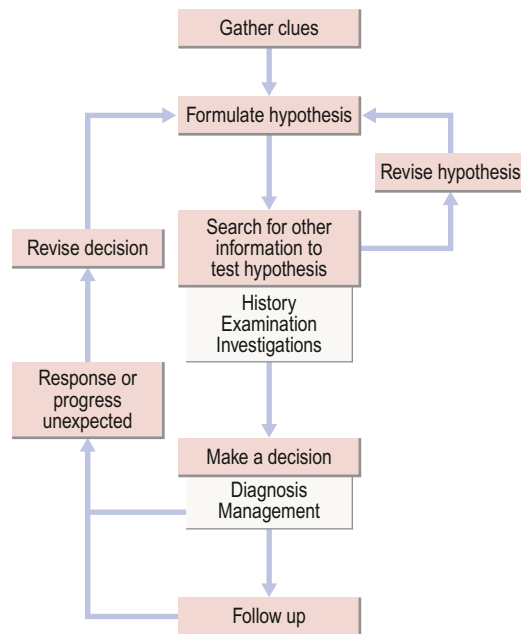 Gather clues
Formulate hypothesis
Revise hypothesis
Search for other
information to
test hypothesis
History
Examination
Investigations
Revise decision
Response or
progress
unexpected
Make a decision
Diagnosis
Management
Follow up